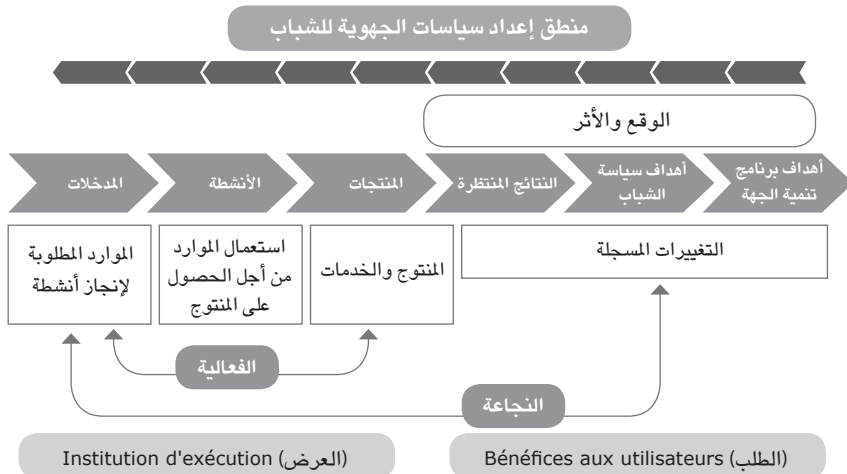 منطق إعداد سياسات الجهوية للشباب
الوقع والأثر
أهداف برنامج
تنمية الجهة
أهداف سياسة
الشباب
النتائج المنتظرة
المنتجات
الأنشطة
المدخلات
التغييرات المسجلة
المنتوج والخدمات
استعمال الموارد
من أجل الحصول
على المنتوج
الموارد المطلوبة
لإنجاز أنشطة
الفعالية
النجاعة
Bénéfices aux utilisateurs (الطلب)
Institution d'exécution (العرض)